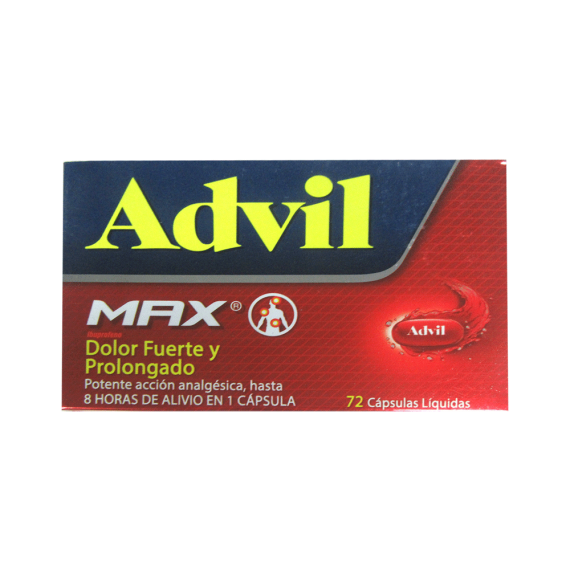 Advil
MAX®
Ibuprofeno
Dolor Fuerte y
Prolongado
Potente acción analgésica, hasta
8 HORAS DE ALIVIO EN 1 CÁPSULA
Advil
72 Cápsulas Líquidas